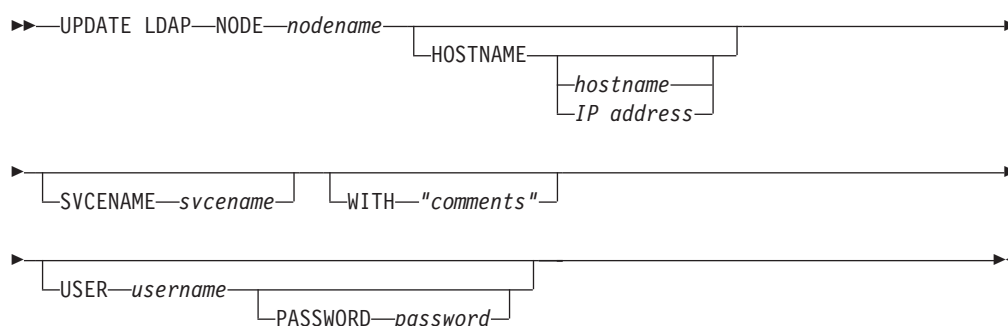 UPDATE LDAP NODE nodename
HOSTNAME
hostname
IP address
SVCENAME svcename WITH "comments"
USER username
PASSWORD password